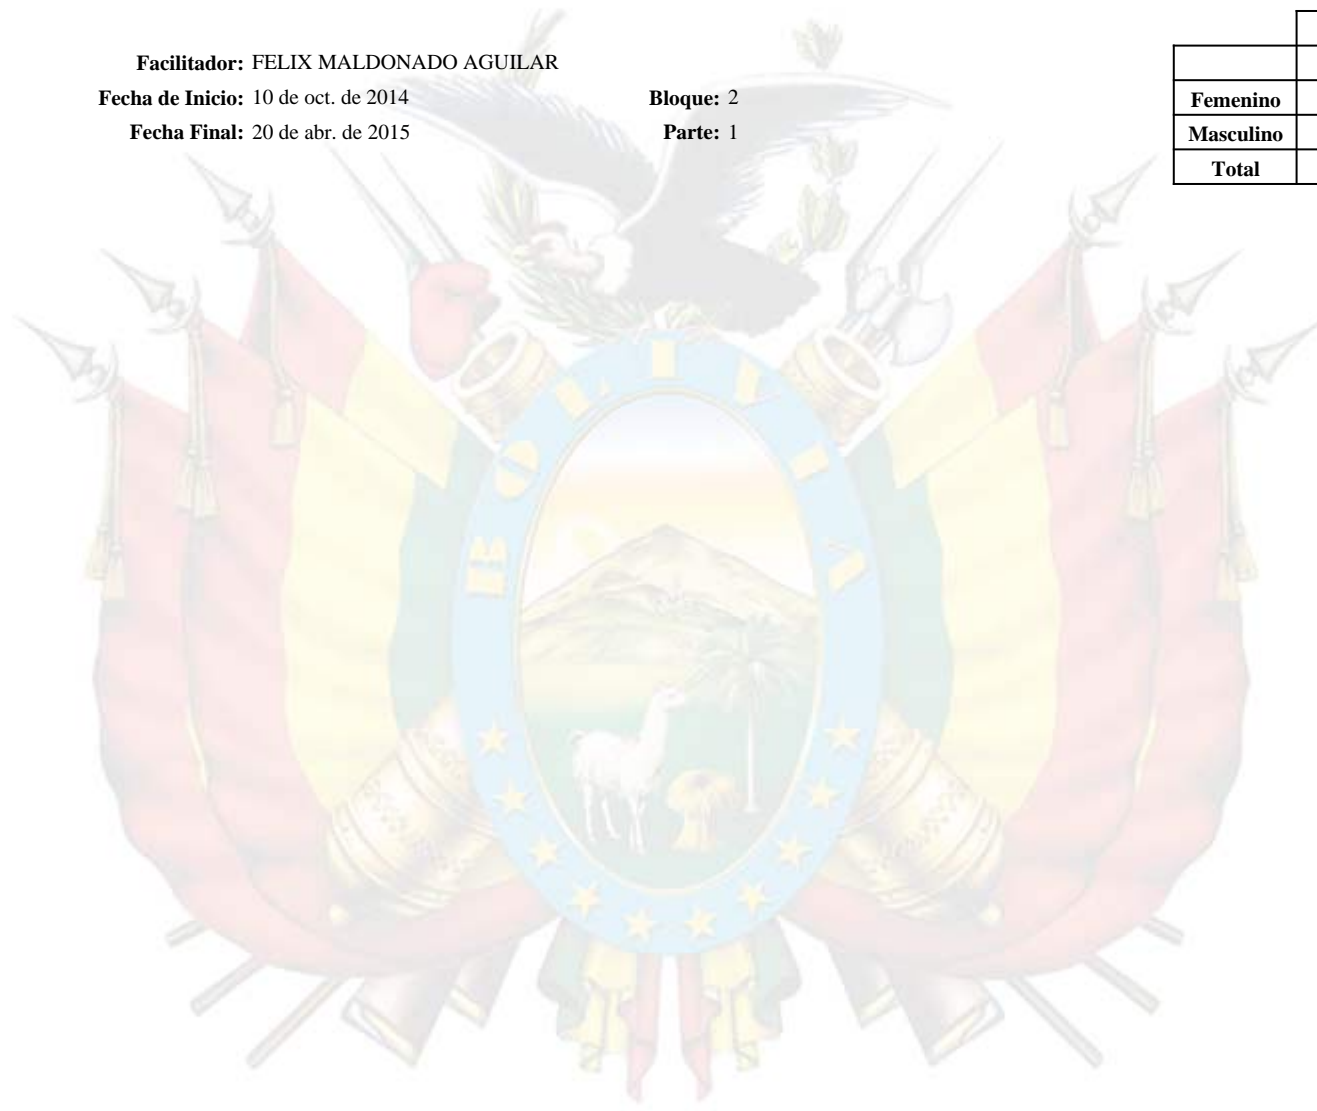 Facilitador: FELIX MALDONADO AGUILAR
Fecha de Inicio: 10 de oct. de 2014 Bloque: 2
Fecha Final: 20 de abr. de 2015 Parte: 1
Femenino
Masculino
Total
BOLIVIA